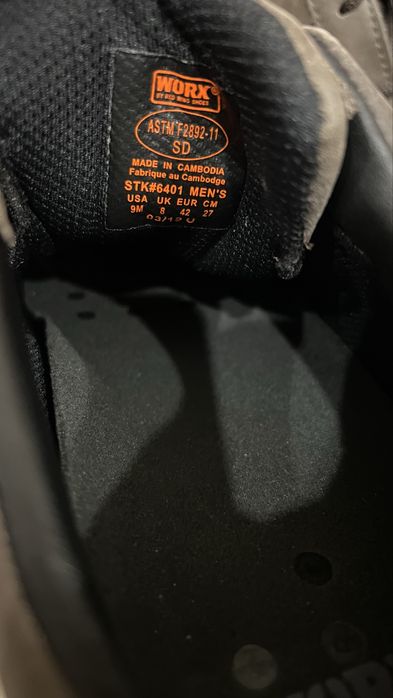 WORX
BY RED WING SHOES
ASTM F2892-11
SD
MADE IN CAMBODIA
Fabrique au Cambodge
STK#6401 MEN'S
USA UK EUR CM
9M 8 42 27